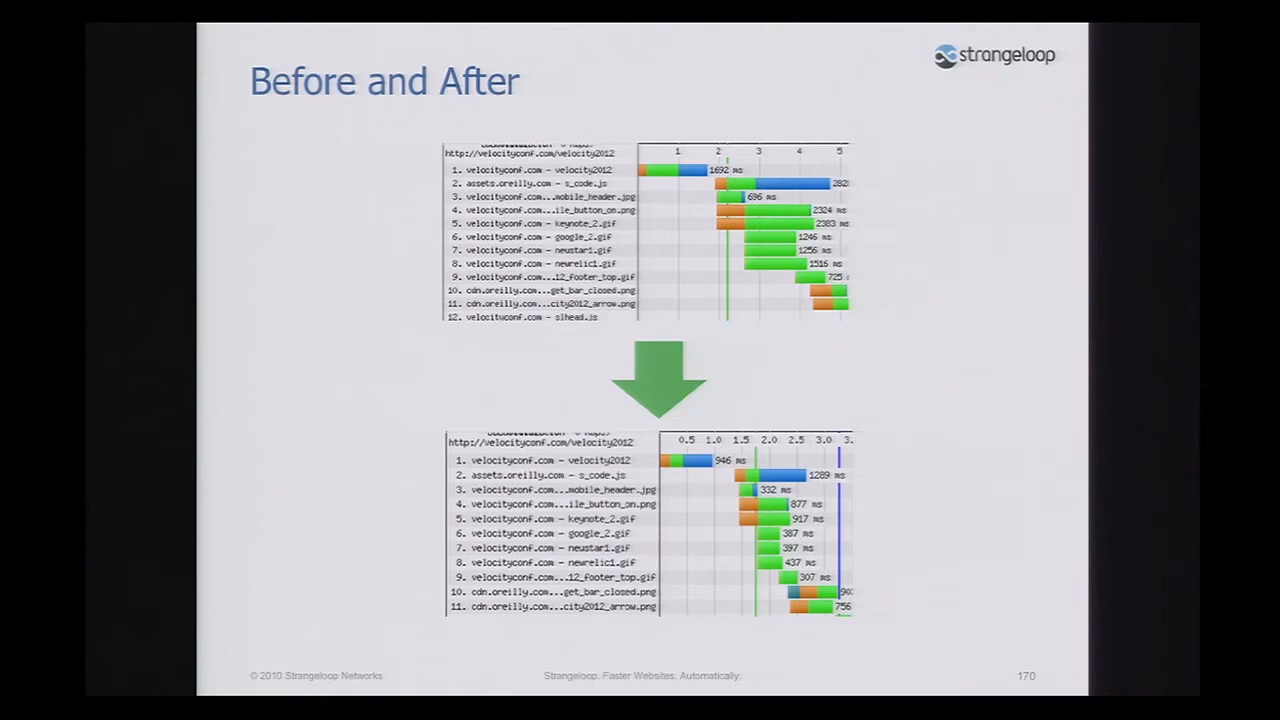 strangeloop
Before and After
http://velocityconf.com/velocity2012
1 2 3 4 5
1. velocityconf.com - velocity2012 1692 ms
2. assets.oreilly.com - s_code.js 282
3. velocityconf.com...mobile_header.jpg 696 ms
4. velocityconf.com...ile_button_on.png 2324 ms
5. velocityconf.com - keynote_2.gif 2383 ms
6. velocityconf.com - google_2.gif 1246 ms
7. velocityconf.com - neustar1.gif 1256 ms
8. velocityconf.com - newrelic1.gif 1516 ms
9. velocityconf.com...12_footer_top.gif 725
10. cdn.oreilly.com...get_bar_closed.png
11. cdn.oreilly.com...city2012_arrow.png
12. velocityconf.com - slhead.js
http://velocityconf.com/velocity2012
0.5 1.0 1.5 2.0 2.5 3.0 3.
1. velocityconf.com - velocity2012 946 ms
2. assets.oreilly.com - s_code.js 1289 ms
3. velocityconf.com...mobile_header.jpg 332 ms
4. velocityconf.com...ile_button_on.png 877 ms
5. velocityconf.com - keynote_2.gif 917 ms
6. velocityconf.com - google_2.gif 387 ms
7. velocityconf.com - neustar1.gif 397 ms
8. velocityconf.com - newrelic1.gif 437 ms
9. velocityconf.com...12_footer_top.gif 307 ms
10. cdn.oreilly.com...get_bar_closed.png 90
11. cdn.oreilly.com...city2012_arrow.png 756
© 2010 Strangeloop Networks
Strangeloop. Faster Websites. Automatically.
170